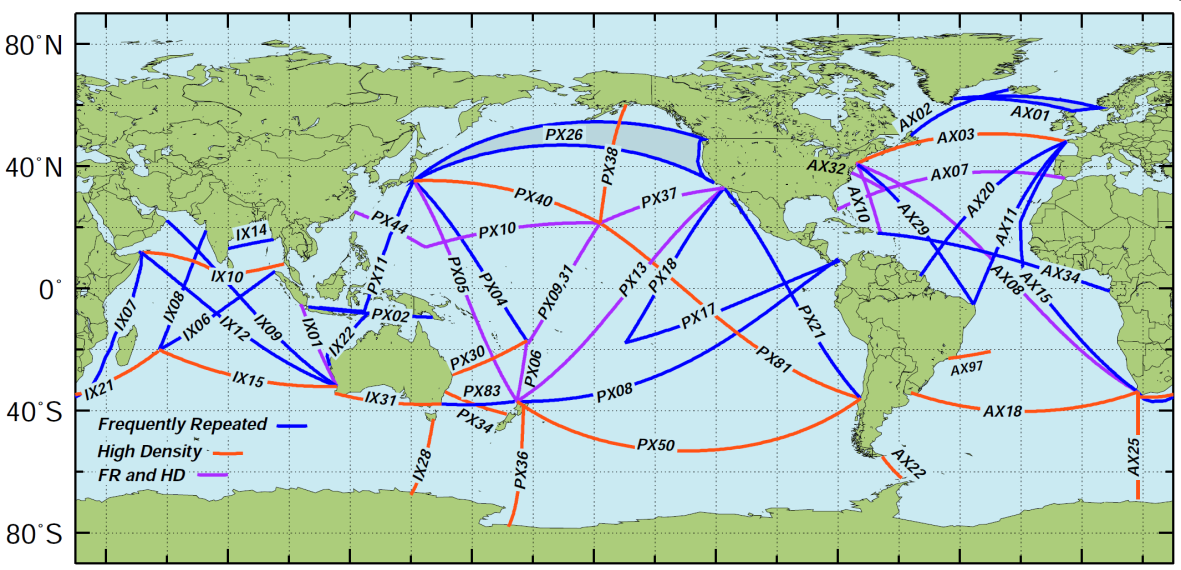 80°N
40°N
0°
40°S
80°S
AX02
AX01
AX03
PX26
PX38
AX32
AX07
AX10
AX20
PX40
PX37
PX44
PX10
AX29
AX11
IX14
IX10
PX11
PX05
PX04
PX09,31
PX13
PX18
AX08
AX15
AX34
IX07
IX08
IX06
IX12
IX09
IX01
IX22
PX02
PX17
PX21
PX30
PX06
PX81
AX97
IX21
IX15
IX31
PX83
PX34
PX08
AX18
PX50
IX28
PX36
AX22
AX25
Frequently Repeated
High Density
FR and HD